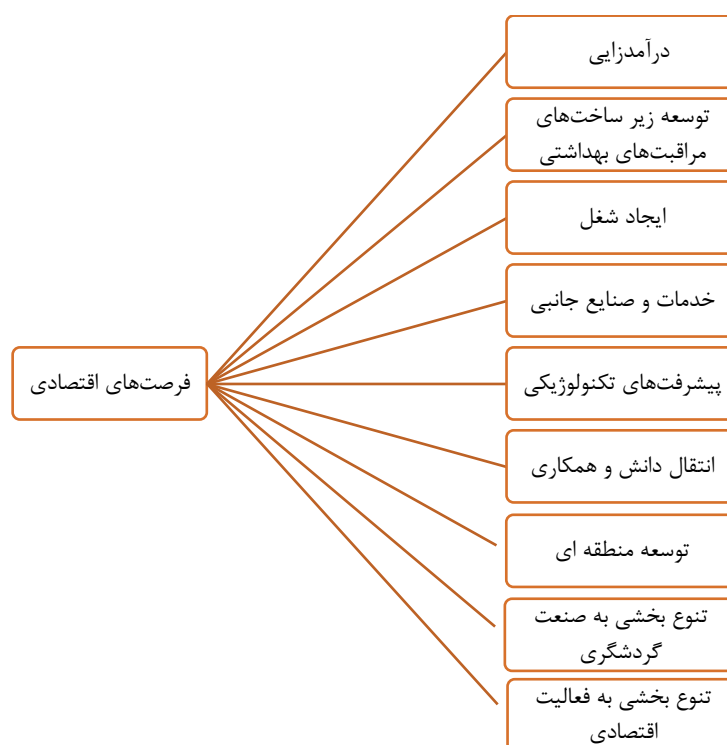 درآمدزایی
توسعه زیر ساخت‌های
مراقبت‌های بهداشتی
ایجاد شغل
خدمات و صنایع جانبی
فرصت‌های اقتصادی
پیشرفت‌های تکنولوژیکی
انتقال دانش و همکاری
توسعه منطقه ای
تنوع بخشی به صنعت
گردشگری
تنوع بخشی به فعالیت
اقتصادی